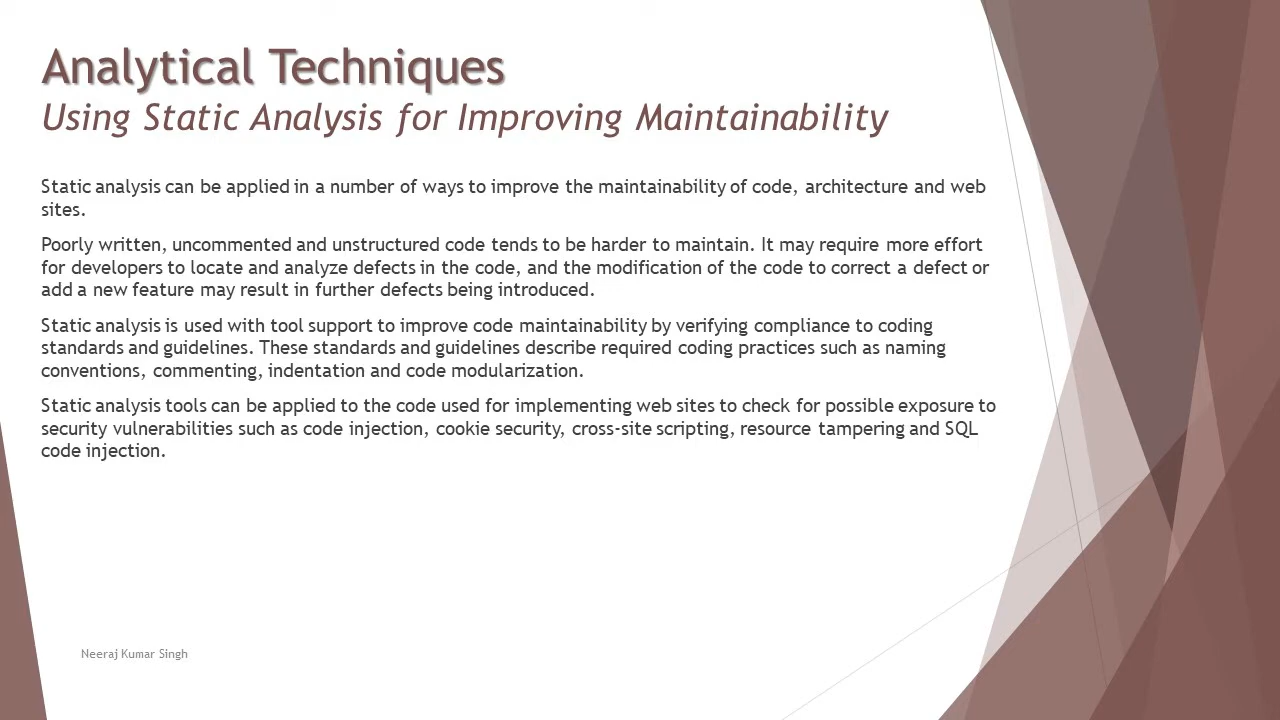 Analytical Techniques
Using Static Analysis for Improving Maintainability
Static analysis can be applied in a number of ways to improve the maintainability of code, architecture and web
sites.
Poorly written, uncommented and unstructured code tends to be harder to maintain. It may require more effort
for developers to locate and analyze defects in the code, and the modification of the code to correct a defect or
add a new feature may result in further defects being introduced.
Static analysis is used with tool support to improve code maintainability by verifying compliance to coding
standards and guidelines. These standards and guidelines describe required coding practices such as naming
conventions, commenting, indentation and code modularization.
Static analysis tools can be applied to the code used for implementing web sites to check for possible exposure to
security vulnerabilities such as code injection, cookie security, cross-site scripting, resource tampering and SQL
code injection.
Neeraj Kumar Singh